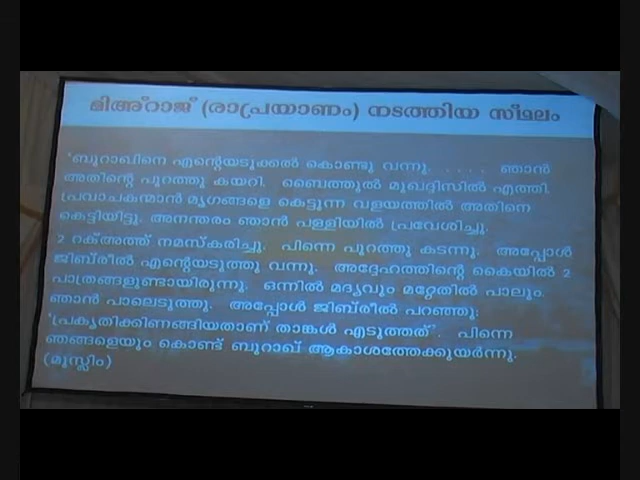 മിഅ്റാജ് (രാപ്രയാണം) നടത്തിയ സ്ഥലം
"ബുറാഖിനെ എന്റെയടുക്കൽ കൊണ്ടു വന്നു. . . . . ഞാൻ
അതിന്റെ പുറത്തു കയറി. ബൈത്തുൽ മുഖദ്ദിസിൽ എത്തി.
പ്രവാചകന്മാൻ മൃഗങ്ങളെ കെട്ടുന്ന വളയത്തിൽ അതിനെ
കെട്ടിയിട്ടു. അനന്തരം ഞാൻ പള്ളിയിൽ പ്രവേശിച്ചു.
2 റക്അത്ത് നമസ്കരിച്ചു. പിന്നെ പുറത്തു കടന്നു. അപ്പോൾ
ജിബ്രീൽ എന്റെയടുത്തു വന്നു. അദ്ദേഹത്തിന്റെ കൈയിൽ 2
പാത്രങ്ങളുണ്ടായിരുന്നു. ഒന്നിൽ മദ്യവും മറ്റേതിൽ പാലും.
ഞാൻ പാലെടുത്തു. അപ്പോൾ ജിബ്രീൽ പറഞ്ഞു:
"പ്രകൃതിക്കിണങ്ങിയതാണ് താങ്കൾ എടുത്തത്". പിന്നെ
ഞങ്ങളെയും കൊണ്ട് ബുറാഖ് ആകാശത്തേക്കുയർന്നു.
(മുസ്ലിം)